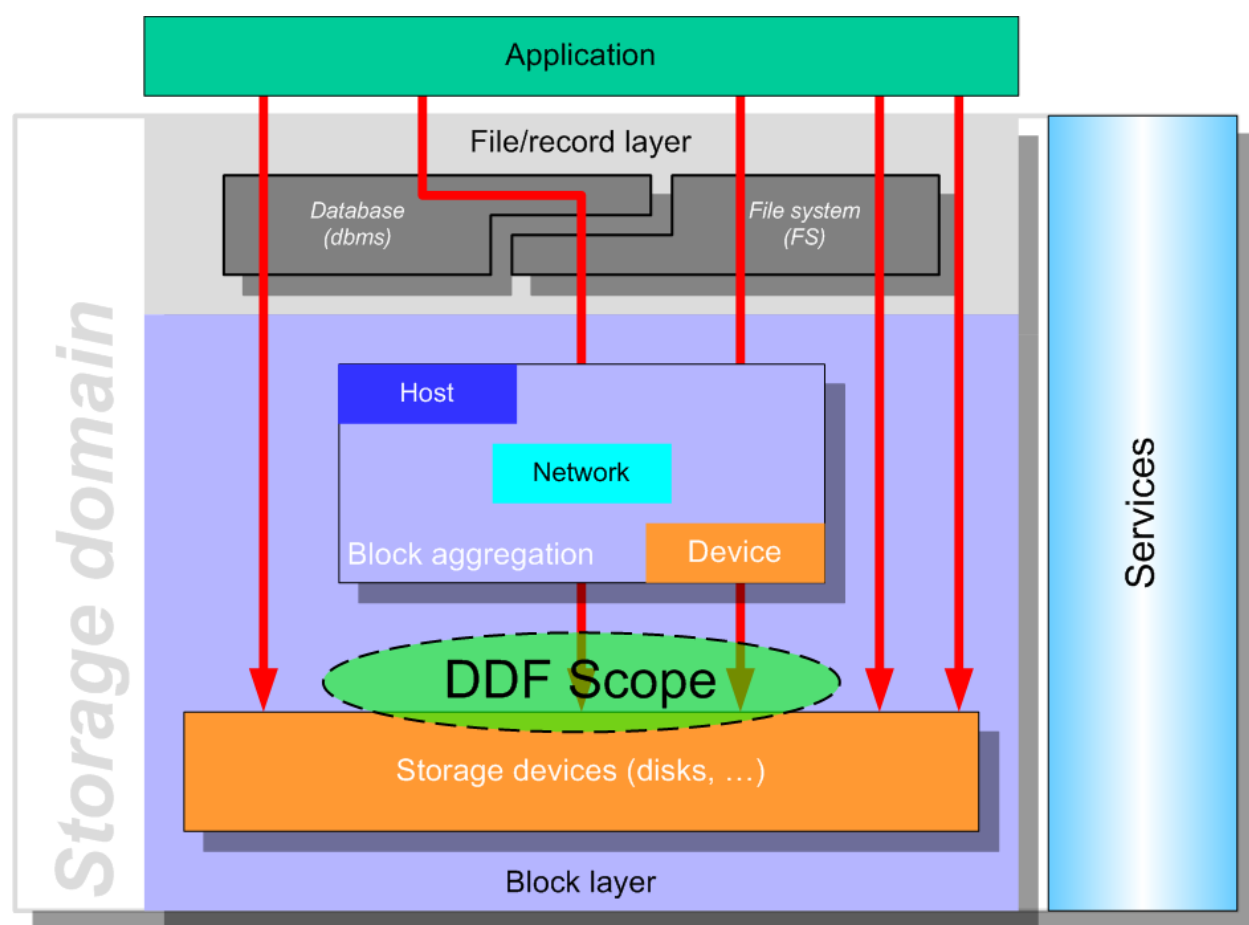 Application
File/record layer
Database
(dbms)
File system
(FS)
Storage domain
Host
Network
Block aggregation
Device
Services
DDF Scope
Storage devices (disks, …)
Block layer